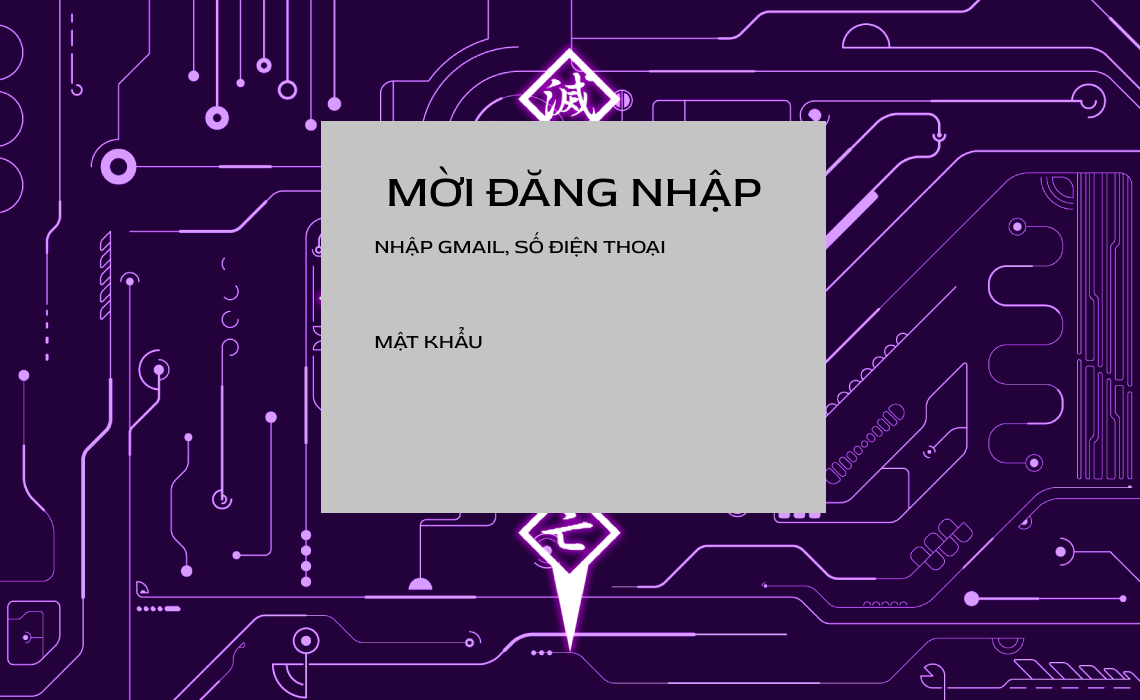 滅
MỜI ĐĂNG NHẬP
NHẬP GMAIL, SỐ ĐIỆN THOẠI
MẬT KHẨU
亡